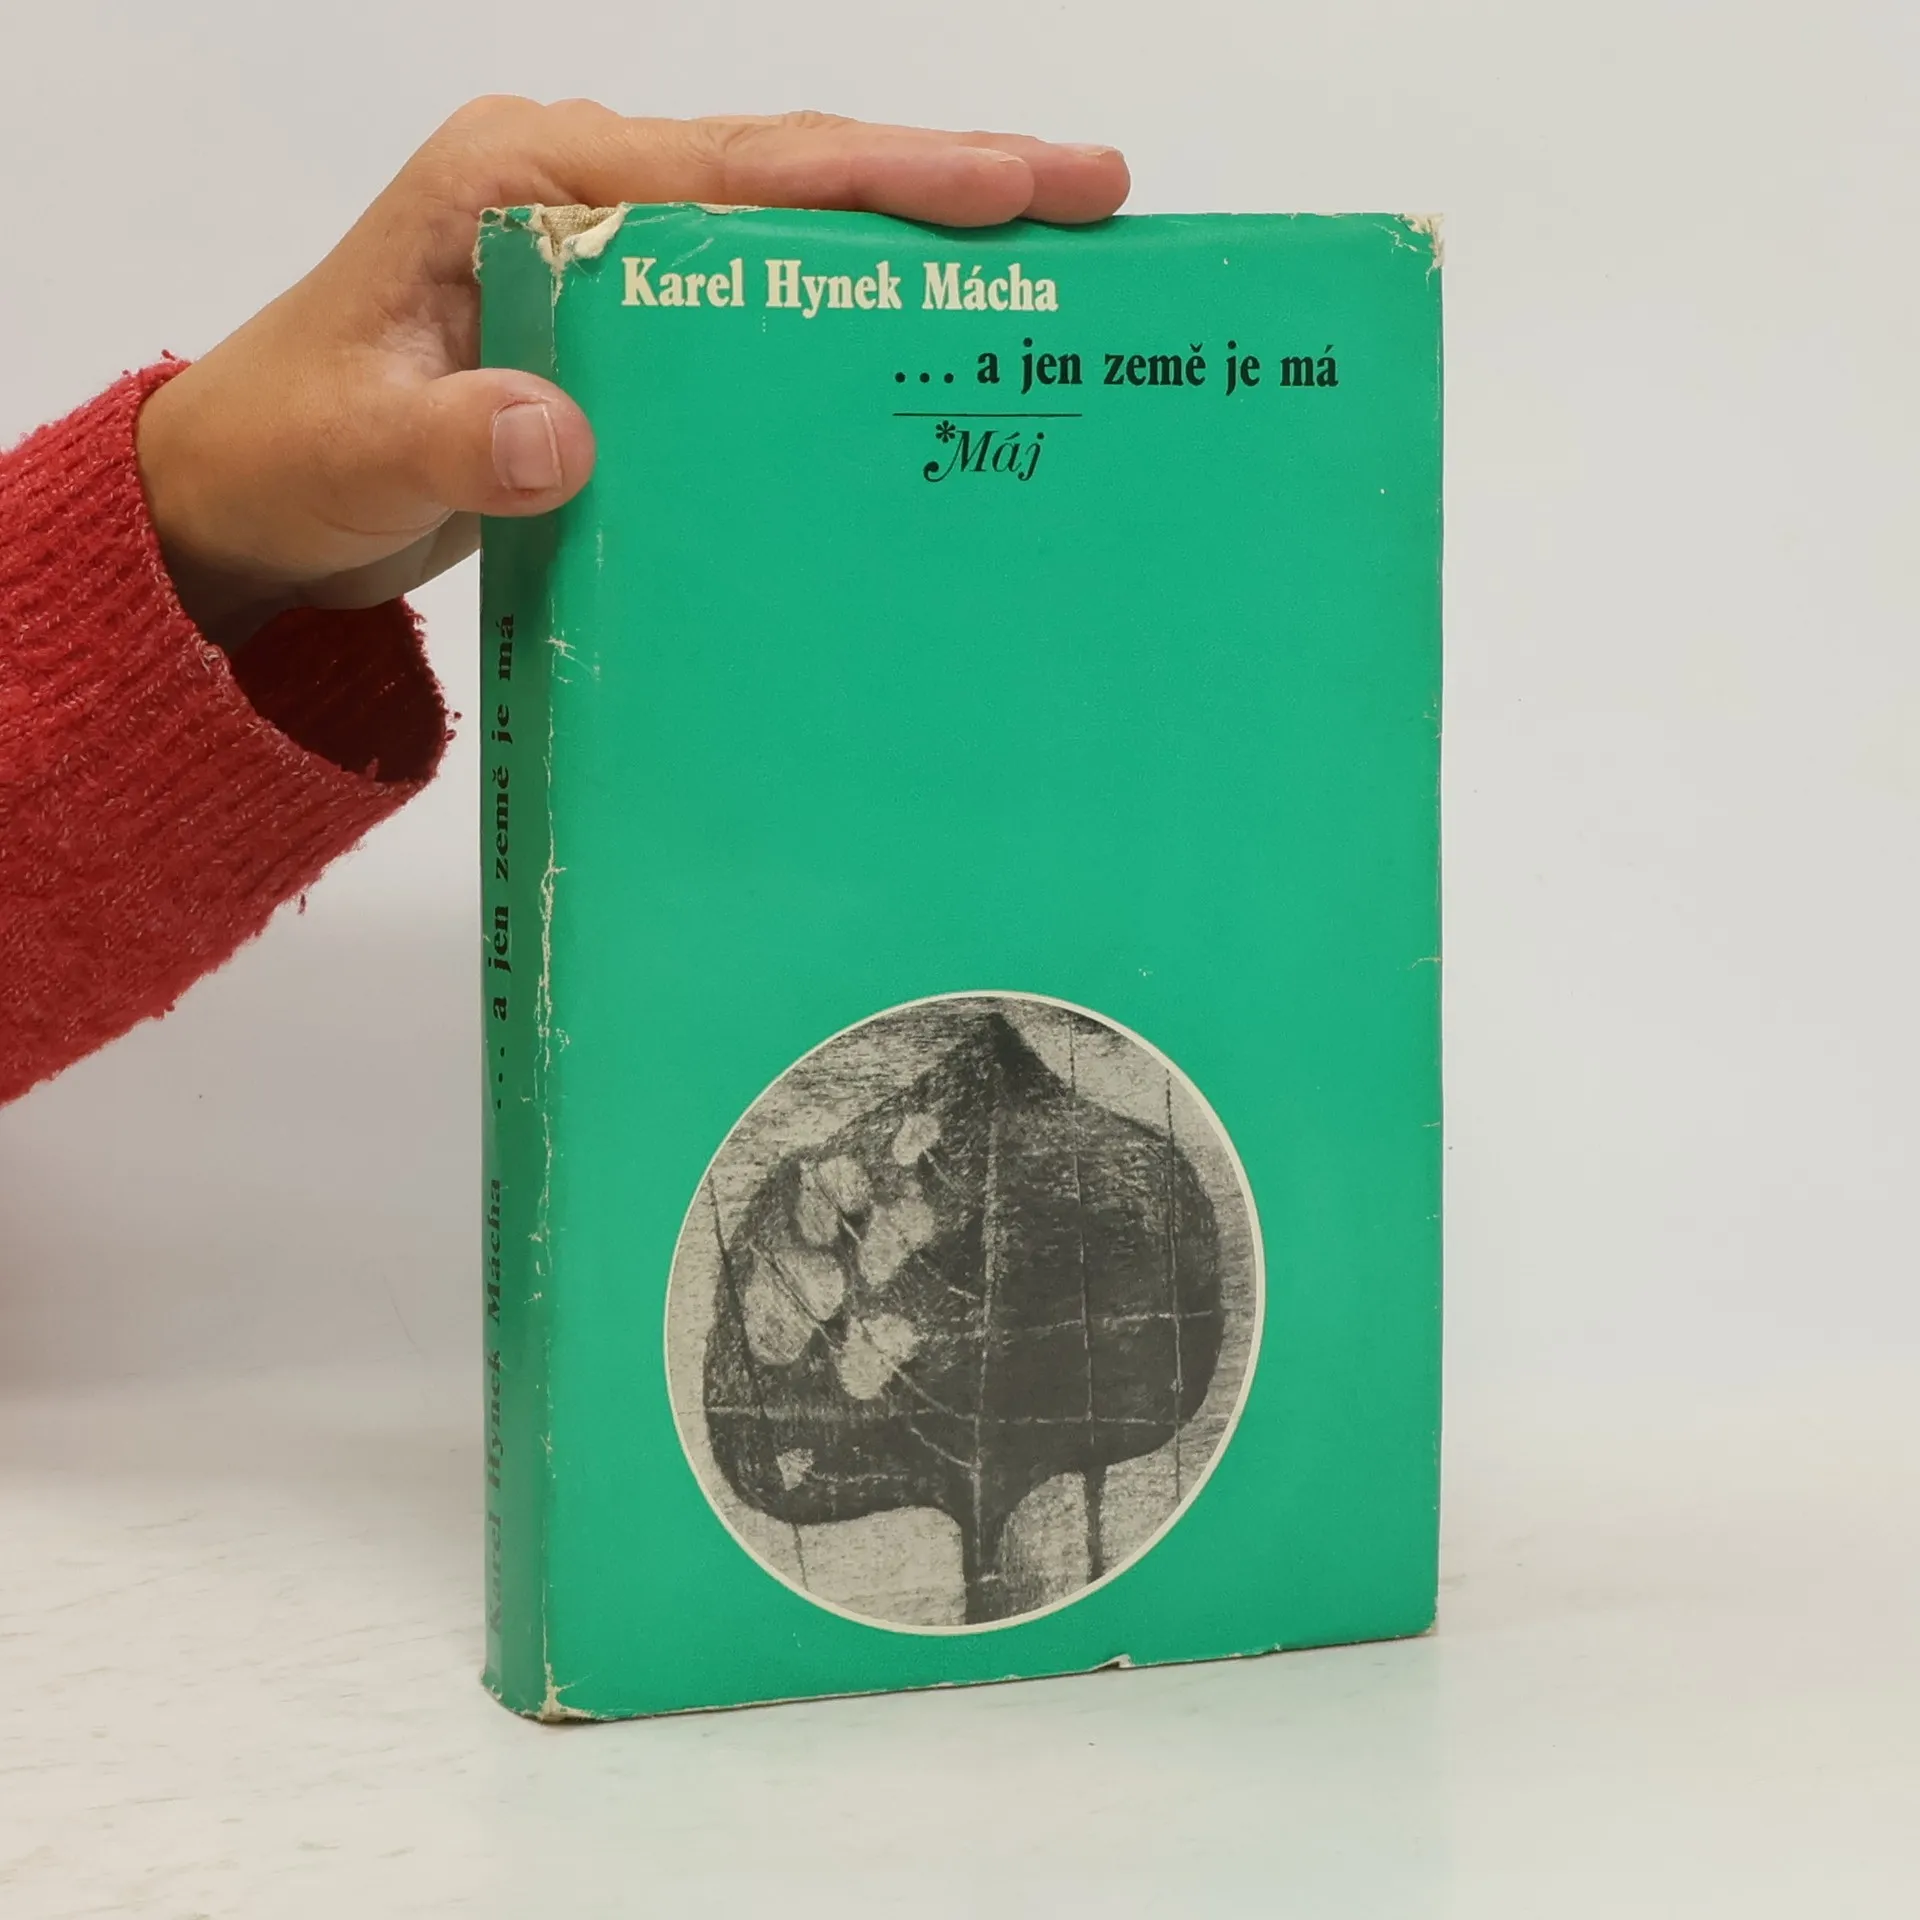 Karel Hynek Mácha
... a jen země je má
*Máj
Karel Hynek Mácha ... a jen země je má